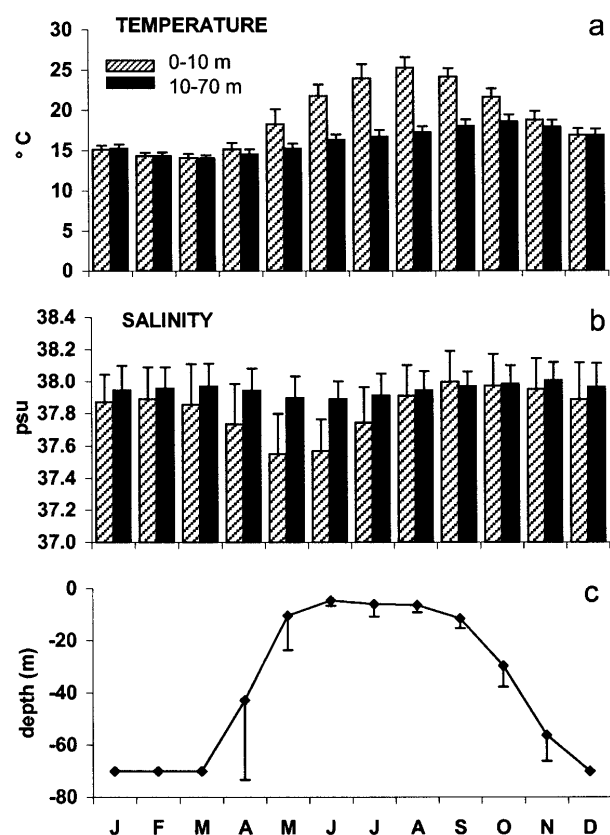 TEMPERATURE
a
0-10 m
10-70 m
° C
30
25
20
15
10
5
0
SALINITY
b
psu
38.4
38.2
38.0
37.8
37.6
37.4
37.2
37.0
c
depth (m)
0
-20
-40
-60
-80
J F M A M J J A S O N D